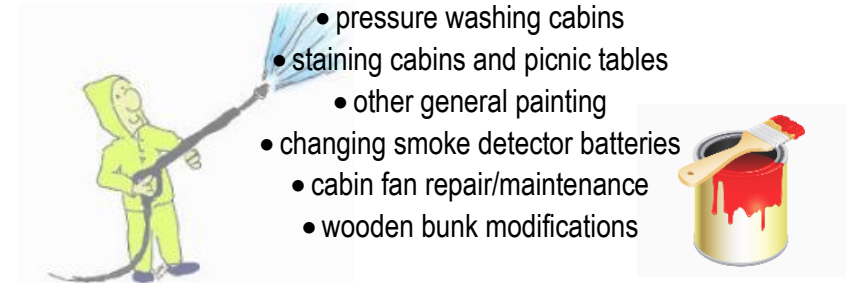 • pressure washing cabins
• staining cabins and picnic tables
• other general painting
• changing smoke detector batteries
• cabin fan repair/maintenance
• wooden bunk modifications